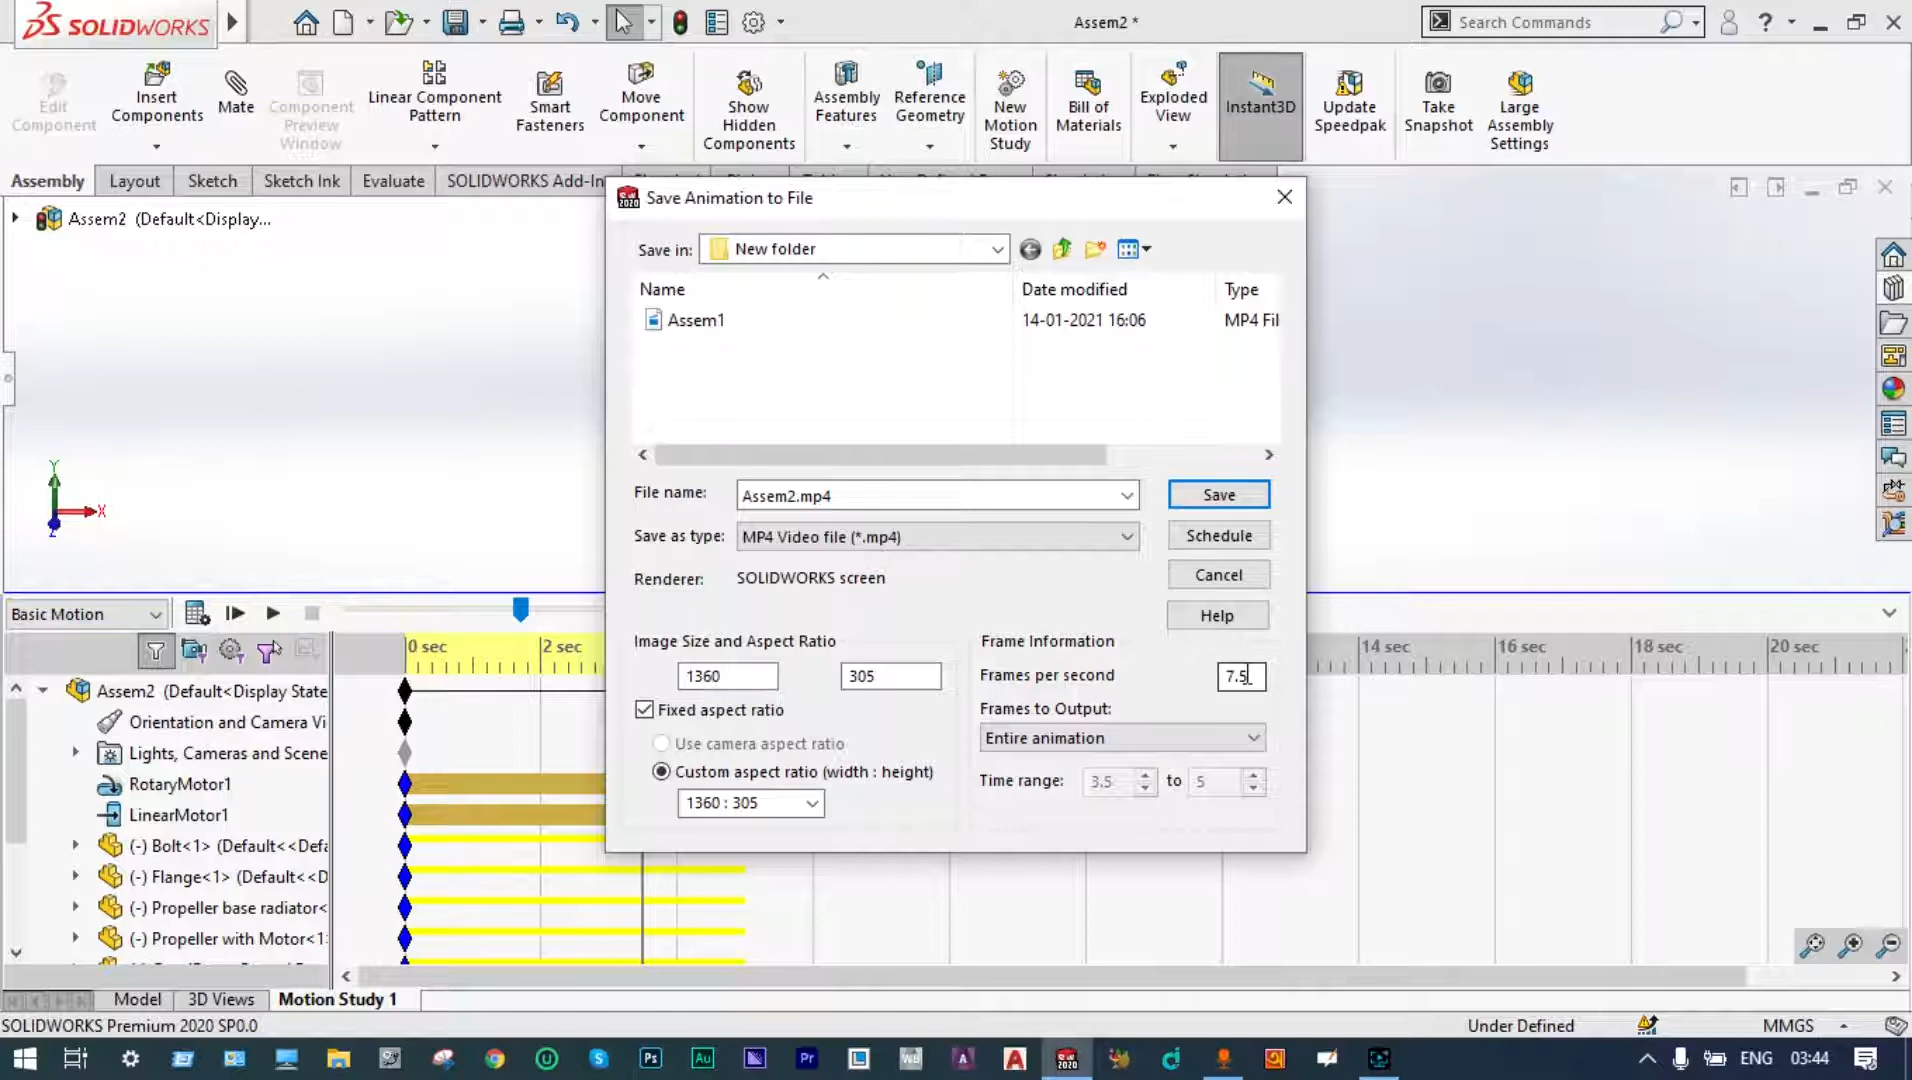 SOLIDWORKS
Assem2 *
Search Commands
Edit Component
Insert Components
Mate
Component Preview Window
Linear Component Pattern
Smart Fasteners
Move Component
Show Hidden Components
Assembly Features
Reference Geometry
New Motion Study
Bill of Materials
Exploded View
Instant3D
Update Speedpak
Take Snapshot
Large Assembly Settings
Assembly
Layout
Sketch
Sketch Ink
Evaluate
SOLIDWORKS Add-In
Assem2 (Default<Display...
Y
X
Z
Save Animation to File
Save in:
New folder
Name
Date modified
Type
Assem1
14-01-2021 16:06
MP4 Fil
File name:
Assem2.mp4
Save
Save as type:
MP4 Video file (*.mp4)
Schedule
Renderer:
SOLIDWORKS screen
Cancel
Help
Image Size and Aspect Ratio
Frame Information
1360
305
Frames per second
7.5
Fixed aspect ratio
Frames to Output:
Use camera aspect ratio
Entire animation
Custom aspect ratio (width : height)
Time range:
3.5
to
5
1360 : 305
Basic Motion
0 sec
2 sec
14 sec
16 sec
18 sec
20 sec
Assem2 (Default<Display State
Orientation and Camera Vi
Lights, Cameras and Scene
RotaryMotor1
LinearMotor1
(-) Bolt<1> (Default<<Defa
(-) Flange<1> (Default<<D
(-) Propeller base radiator<
(-) Propeller with Motor<1
Model
3D Views
Motion Study 1
SOLIDWORKS Premium 2020 SP0.0
Under Defined
MMGS
Ps
Au
Pr
ENG
03:44